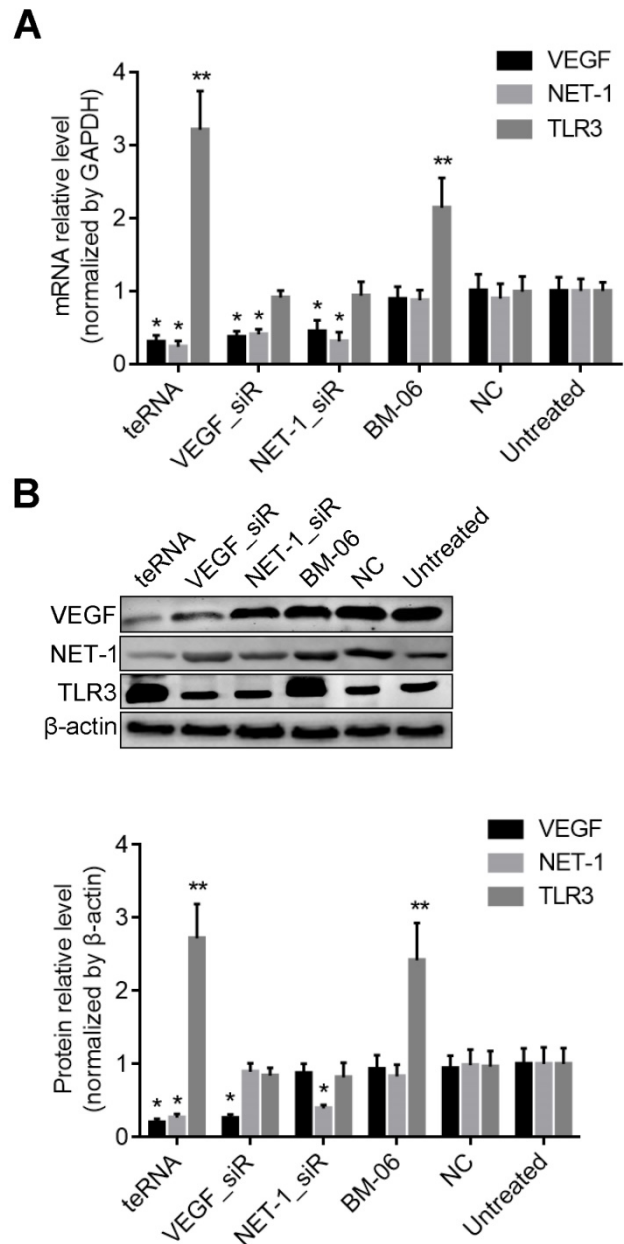 A
mRNA relative level
(normalized by GAPDH)
4
3
2
1
0
** 
* * * * * *
**
VEGF
NET-1
TLR3
teRNA VEGF_siR NET-1_siR BM-06 NC Untreated
B
teRNA VEGF_siR NET-1_siR BM-06 NC Untreated
VEGF
NET-1
TLR3
β-actin
Protein relative level
(normalized by β-actin)
4
3
2
1
0
**
* * * *
**
VEGF
NET-1
TLR3
teRNA VEGF_siR NET-1_siR BM-06 NC Untreated